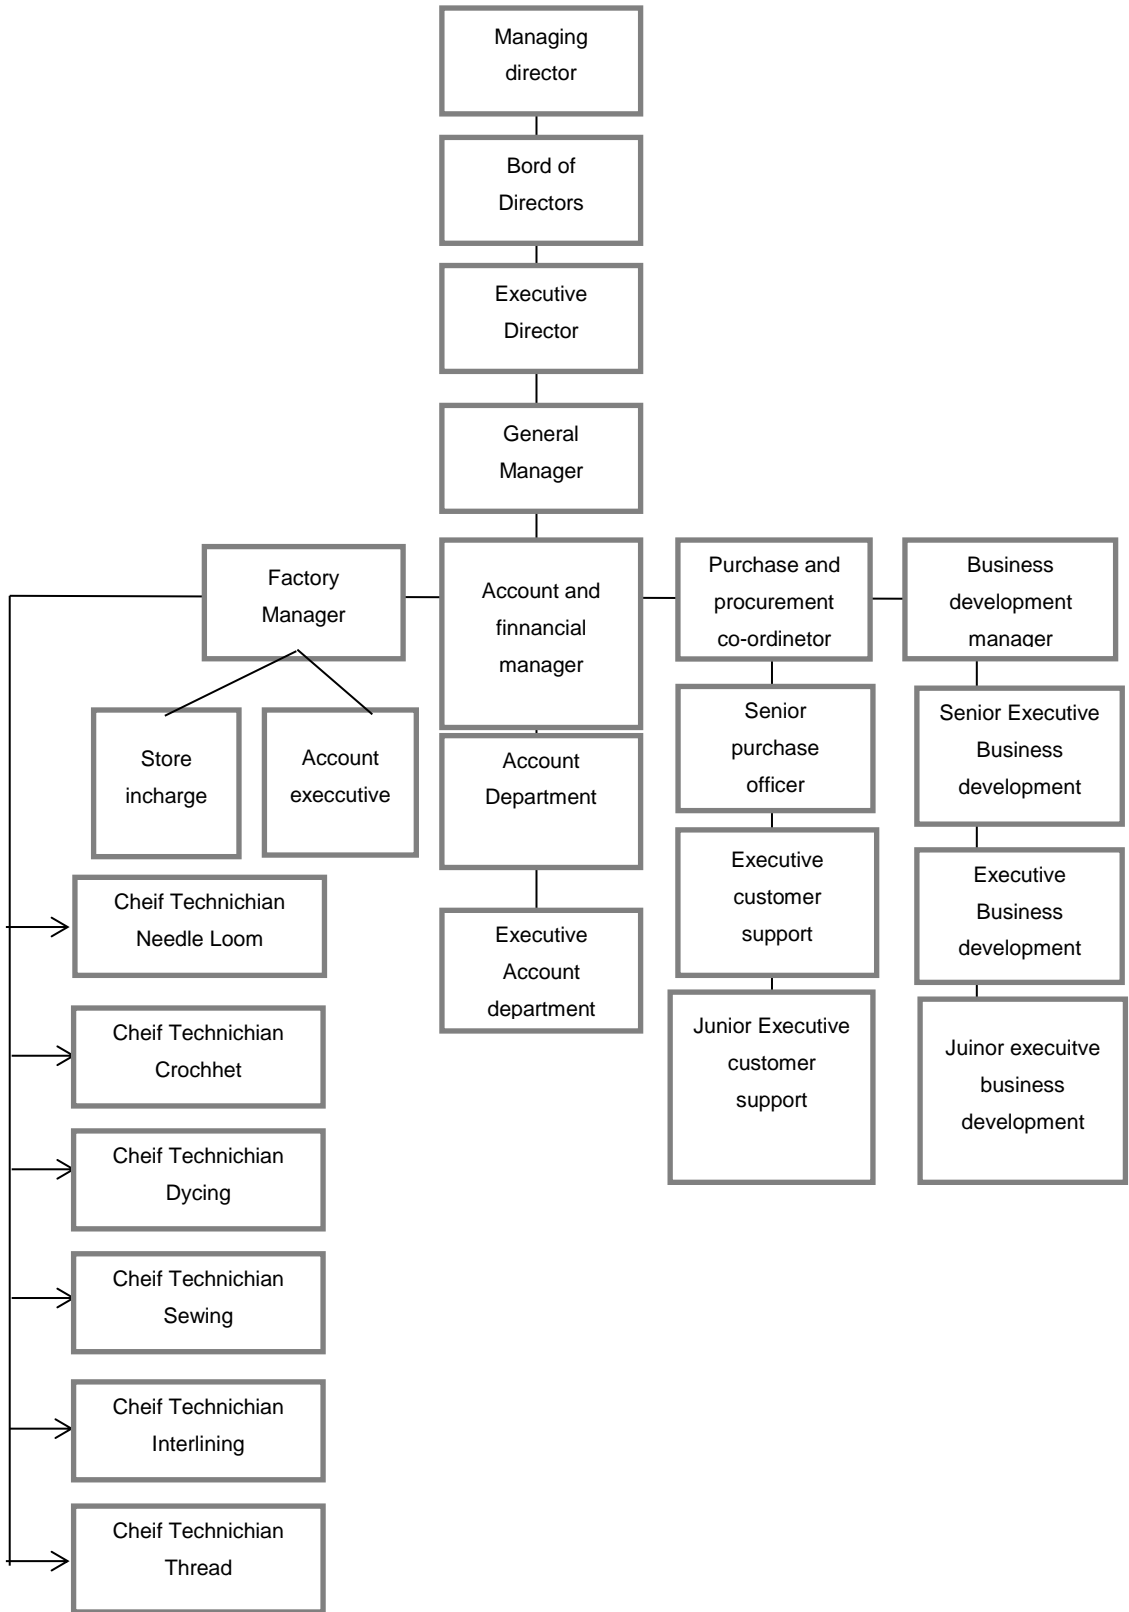 Managing
director
Bord of
Directors
Executive
Director
General
Manager
Factory
Manager
Account and
finnancial
manager
Purchase and
procurement
co-ordinetor
Business
development
manager
Store
incharge
Account
execcutive
Account
Department
Senior
purchase
officer
Senior Executive
Business
development
Executive
Account
department
Executive
customer
support
Executive
Business
development
Junior Executive
customer
support
Juinor execuitve
business
development
Cheif Technichian
Needle Loom
Cheif Technichian
Crochhet
Cheif Technichian
Dycing
Cheif Technichian
Sewing
Cheif Technichian
Interlining
Cheif Technichian
Thread